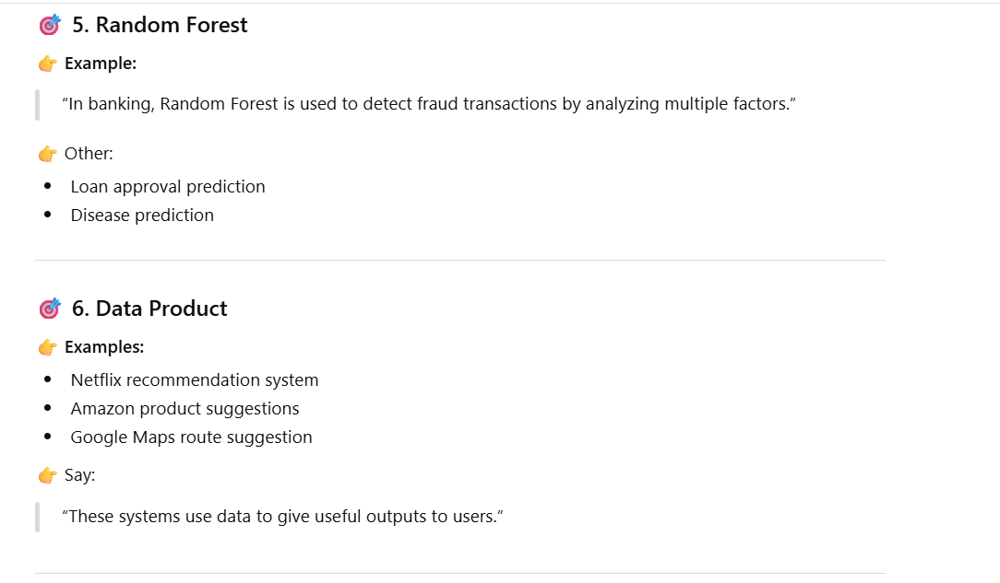 🎯 5. Random Forest
👉 Example:
“In banking, Random Forest is used to detect fraud transactions by analyzing multiple factors.”
👉 Other:
• Loan approval prediction
• Disease prediction
🎯 6. Data Product
👉 Examples:
• Netflix recommendation system
• Amazon product suggestions
• Google Maps route suggestion
👉 Say:
“These systems use data to give useful outputs to users.”